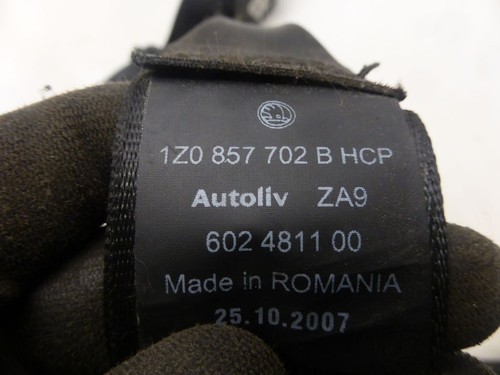 1Z0 857 702 B HCP
Autoliv ZA9
602 4811 00
Made in ROMANIA
25.10.2007